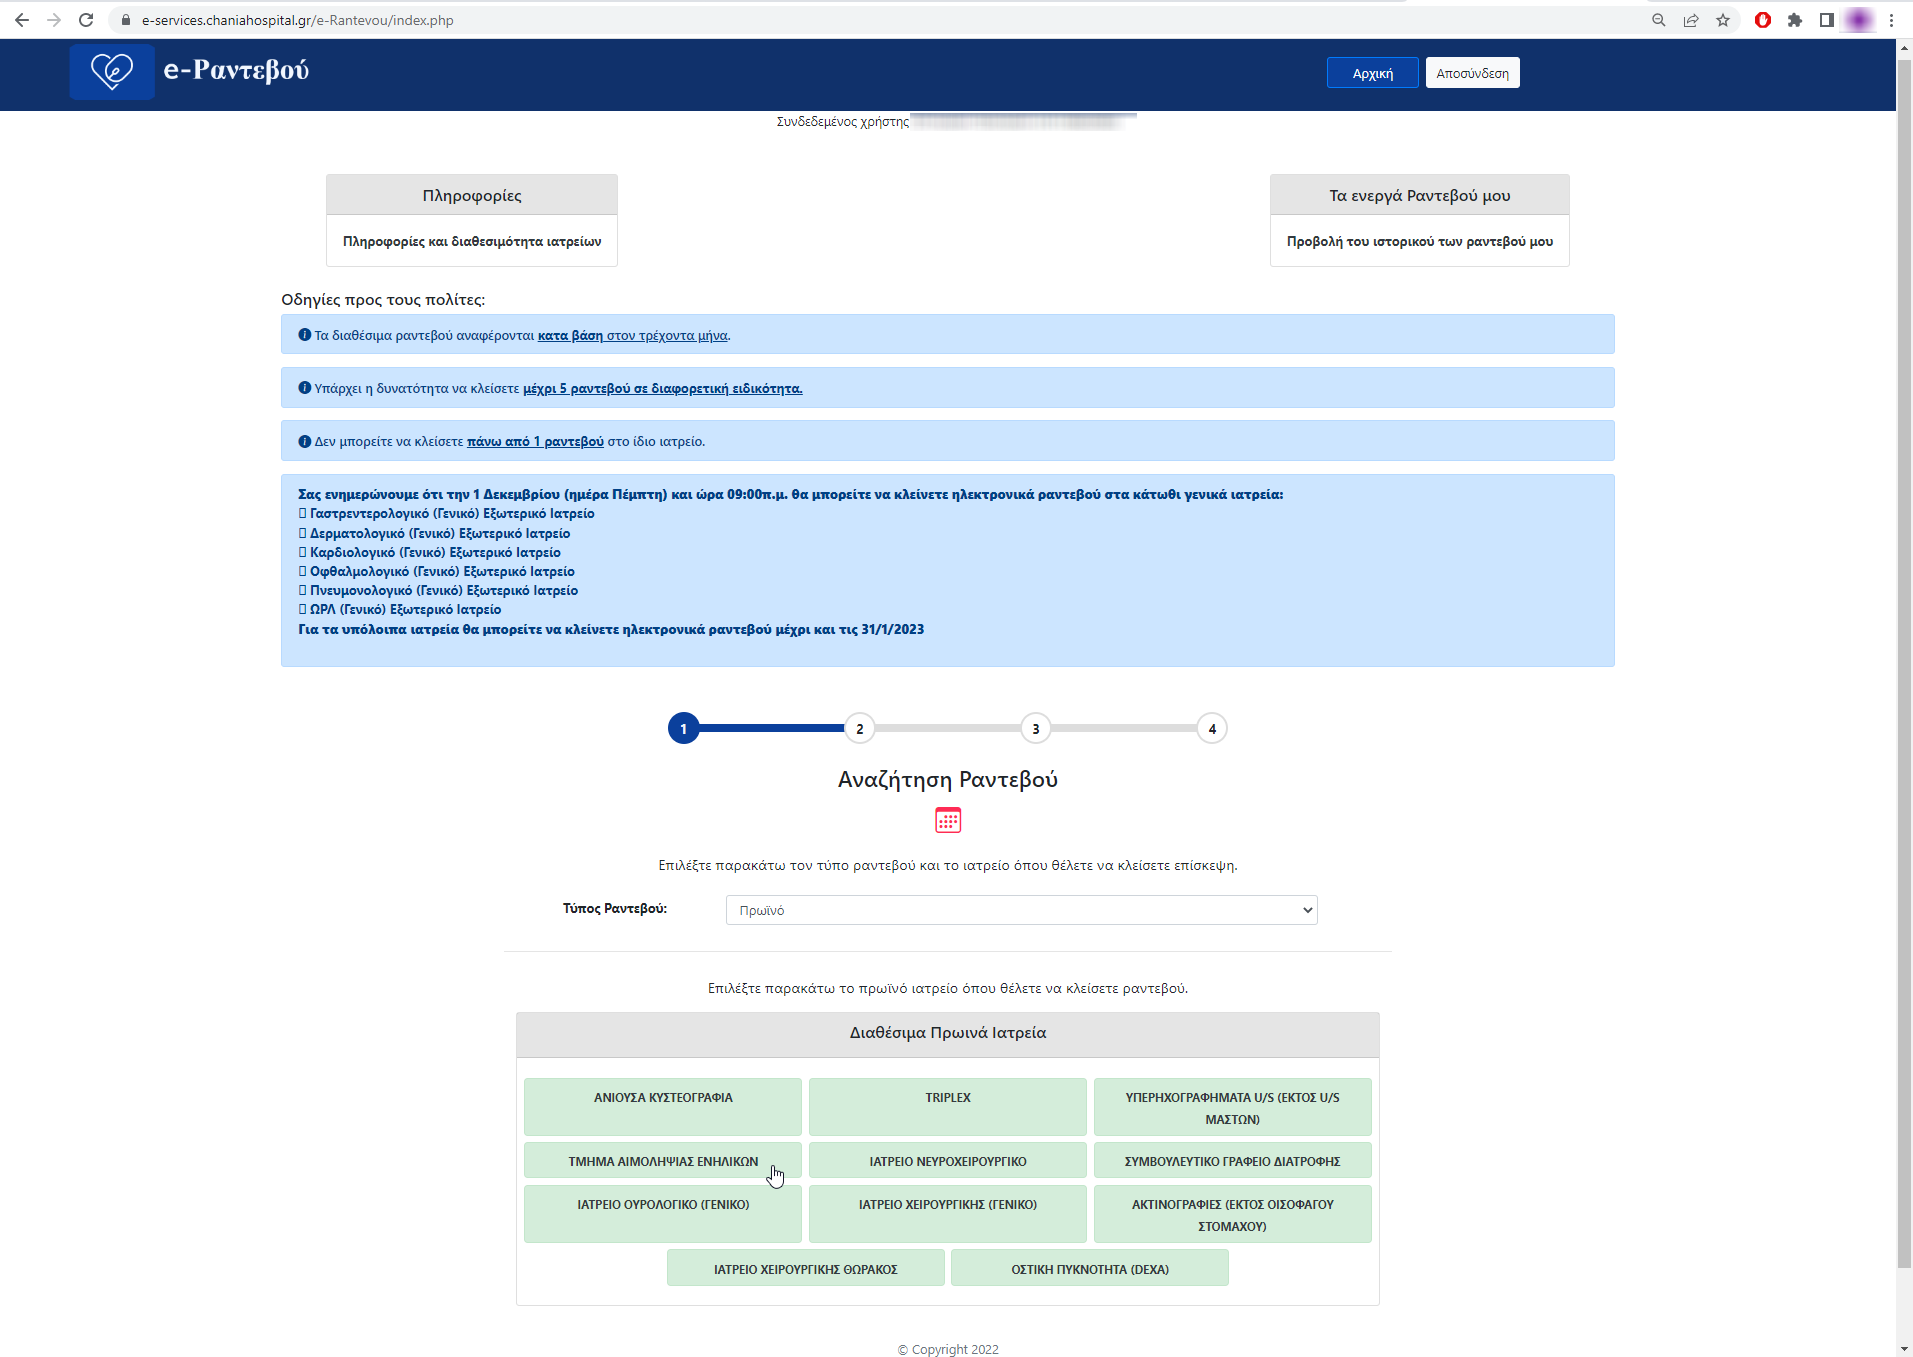 e-services.chaniahospital.gr/e-Rantevou/index.php
e-Ραντεβού
Αρχική
Αποσύνδεση
Συνδεδεμένος χρήστης
Πληροφορίες
Πληροφορίες και διαθεσιμότητα ιατρείων
Τα ενεργά Ραντεβού μου
Προβολή του ιστορικού των ραντεβού μου
Οδηγίες προς τους πολίτες:
Τα διαθέσιμα ραντεβού αναφέρονται κατα βάση στον τρέχοντα μήνα.
Υπάρχει η δυνατότητα να κλείσετε μέχρι 5 ραντεβού σε διαφορετική ειδικότητα.
Δεν μπορείτε να κλείσετε πάνω από 1 ραντεβού στο ίδιο ιατρείο.
Σας ενημερώνουμε ότι την 1 Δεκεμβρίου (ημέρα Πέμπτη) και ώρα 09:00π.μ. θα μπορείτε να κλείνετε ηλεκτρονικά ραντεβού στα κάτωθι γενικά ιατρεία:
Γαστρεντερολογικό (Γενικό) Εξωτερικό Ιατρείο
Δερματολογικό (Γενικό) Εξωτερικό Ιατρείο
Καρδιολογικό (Γενικό) Εξωτερικό Ιατρείο
Οφθαλμολογικό (Γενικό) Εξωτερικό Ιατρείο
Πνευμονολογικό (Γενικό) Εξωτερικό Ιατρείο
ΩΡΛ (Γενικό) Εξωτερικό Ιατρείο
Για τα υπόλοιπα ιατρεία θα μπορείτε να κλείνετε ηλεκτρονικά ραντεβού μέχρι και τις 31/1/2023
1 2 3 4
Αναζήτηση Ραντεβού
Επιλέξτε παρακάτω τον τύπο ραντεβού και το ιατρείο όπου θέλετε να κλείσετε επίσκεψη.
Τύπος Ραντεβού:
Πρωϊνό
Επιλέξτε παρακάτω το πρωϊνό ιατρείο όπου θέλετε να κλείσετε ραντεβού.
Διαθέσιμα Πρωινά Ιατρεία
ΑΝΙΟΥΣΑ ΚΥΣΤΕΟΓΡΑΦΙΑ
TRIPLEX
ΥΠΕΡΗΧΟΓΡΑΦΗΜΑΤΑ U/S (ΕΚΤΟΣ U/S
ΜΑΣΤΩΝ)
ΤΜΗΜΑ ΑΙΜΟΛΗΨΙΑΣ ΕΝΗΛΙΚΩΝ
ΙΑΤΡΕΙΟ ΝΕΥΡΟΧΕΙΡΟΥΡΓΙΚΟ
ΣΥΜΒΟΥΛΕΥΤΙΚΟ ΓΡΑΦΕΙΟ ΔΙΑΤΡΟΦΗΣ
ΙΑΤΡΕΙΟ ΟΥΡΟΛΟΓΙΚΟ (ΓΕΝΙΚΟ)
ΙΑΤΡΕΙΟ ΧΕΙΡΟΥΡΓΙΚΗΣ (ΓΕΝΙΚΟ)
ΑΚΤΙΝΟΓΡΑΦΙΕΣ (ΕΚΤΟΣ ΟΙΣΟΦΑΓΟΥ
ΣΤΟΜΑΧΟΥ)
ΙΑΤΡΕΙΟ ΧΕΙΡΟΥΡΓΙΚΗΣ ΘΩΡΑΚΟΣ
ΟΣΤΙΚΗ ΠΥΚΝΟΤΗΤΑ (DEXA)
© Copyright 2022